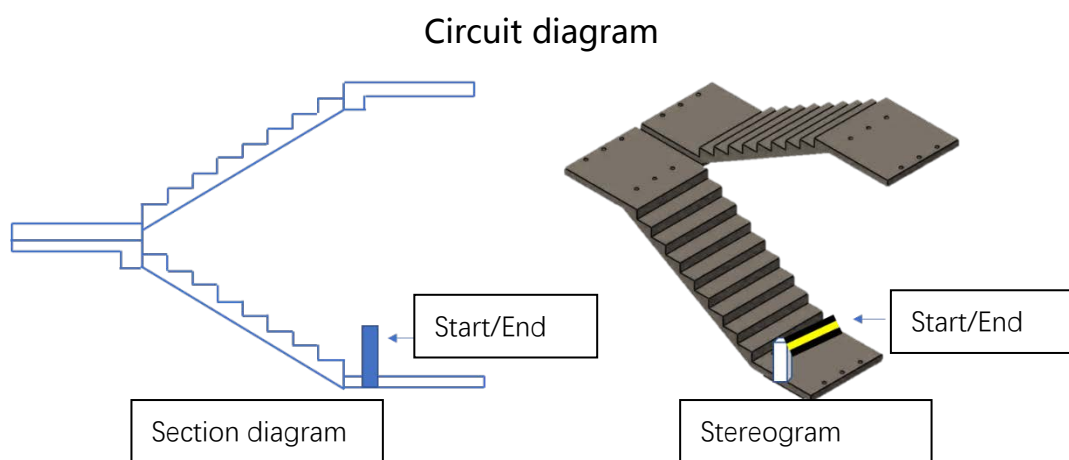 Circuit diagram
Start/End
Start/End
Section diagram
Stereogram